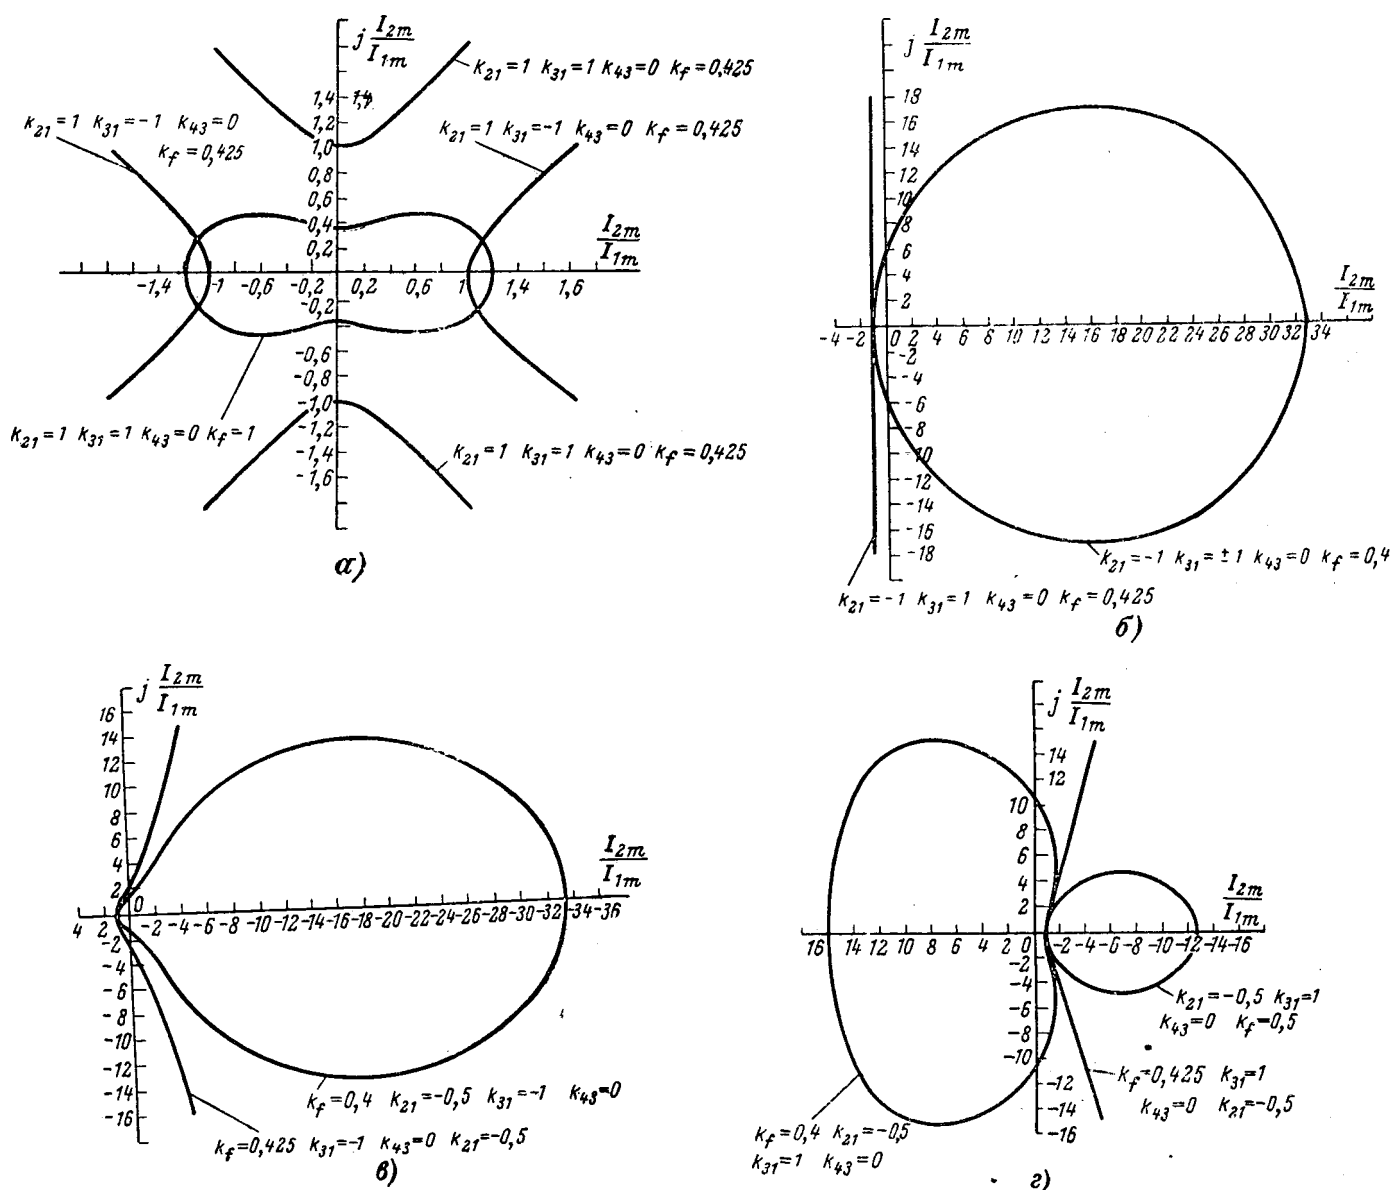 j I₂ₘ/I₁ₘ
k₂₁=1 k₃₁=1 k₄₃=0 k_f=0,425
k₂₁=1 k₃₁=-1 k₄₃=0
k_f=0,425
k₂₁=1 k₃₁=-1 k₄₃=0 k_f=0,425
1,4 1,4
1,2
1,0
0,8
0,6
0,4
0,2
I₂ₘ/I₁ₘ
-1,4 -1 -0,6 -0,2 0,2 0,6 1 1,4 1,6
-0,2
-0,6
-0,8
-1,0
-1,2
-1,4
-1,6
k₂₁=1 k₃₁=1 k₄₃=0 k_f=1
k₂₁=1 k₃₁=1 k₄₃=0 k_f=0,425
а)
j I₂ₘ/I₁ₘ
18
16
14
12
10
8
6
4
2
I₂ₘ/I₁ₘ
-4 -2 0 2 4 6 8 10 12 14 16 18 20 22 24 26 28 30 32 34
-2
-4
-6
-8
-10
-12
-14
-16
-18
k₂₁=-1 k₃₁=±1 k₄₃=0 k_f=0,4
k₂₁=-1 k₃₁=1 k₄₃=0 k_f=0,425
б)
j I₂ₘ/I₁ₘ
16
14
12
10
8
6
4
2
I₂ₘ/I₁ₘ
4 2 0 -2 -4 -6 -8 -10 -12 -14 -16 -18 -20 -22 -24 -26 -28 -30 -32 -34 -36
-2
-4
-6
-8
-10
-12
-14
-16
k_f=0,4 k₂₁=-0,5 k₃₁=-1 k₄₃=0
k_f=0,425 k₃₁=-1 k₄₃=0 k₂₁=-0,5
в)
j I₂ₘ/I₁ₘ
14
12
10
8
6
4
2
I₂ₘ/I₁ₘ
16 12 10 8 6 4 2 0 -2 -4 -6 -8 -10 -12 -14 -16
-2
-4
-6
-8
-10
-12
-14
-16
k₂₁=-0,5 k₃₁=1
k₄₃=0 k_f=0,5
k_f=0,425 k₃₁=1
k₄₃=0 k₂₁=-0,5
k_f=0,4 k₂₁=-0,5
k₃₁=1 k₄₃=0
г)